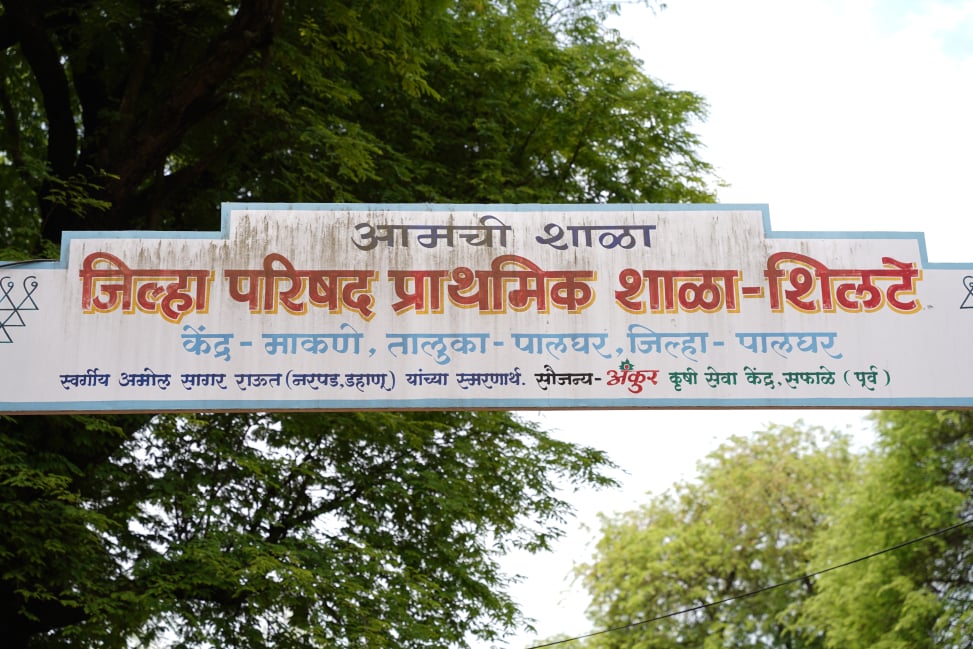 आमची शाळा
जिल्हा परिषद प्राथमिक शाळा-शिलटे
केंद्र - माकणे, तालुका - पालघर, जिल्हा - पालघर
स्वर्गीय अमोल सागर राऊत (नरपड, डहाणू) यांच्या स्मरणार्थ. सौजन्य - अंकुर कृषी सेवा केंद्र, सफाळे (पूर्व)